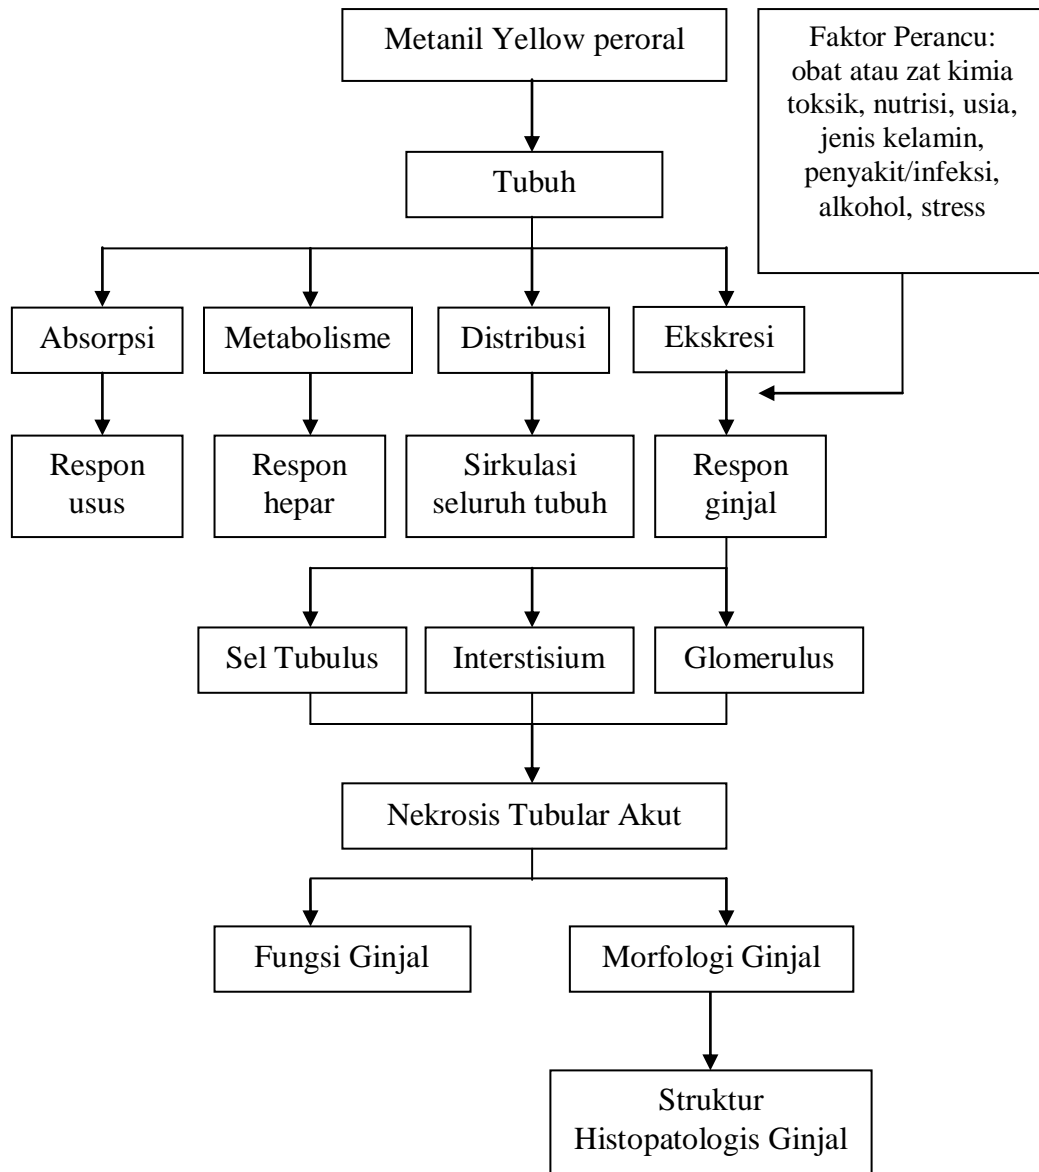 Metanil Yellow peroral
Faktor Perancu:
obat atau zat kimia
toksik, nutrisi, usia,
jenis kelamin,
penyakit/infeksi,
alkohol, stress
Tubuh
Absorpsi
Metabolisme
Distribusi
Ekskresi
Respon
usus
Respon
hepar
Sirkulasi
seluruh tubuh
Respon
ginjal
Sel Tubulus
Interstisium
Glomerulus
Nekrosis Tubular Akut
Fungsi Ginjal
Morfologi Ginjal
Struktur
Histopatologis Ginjal